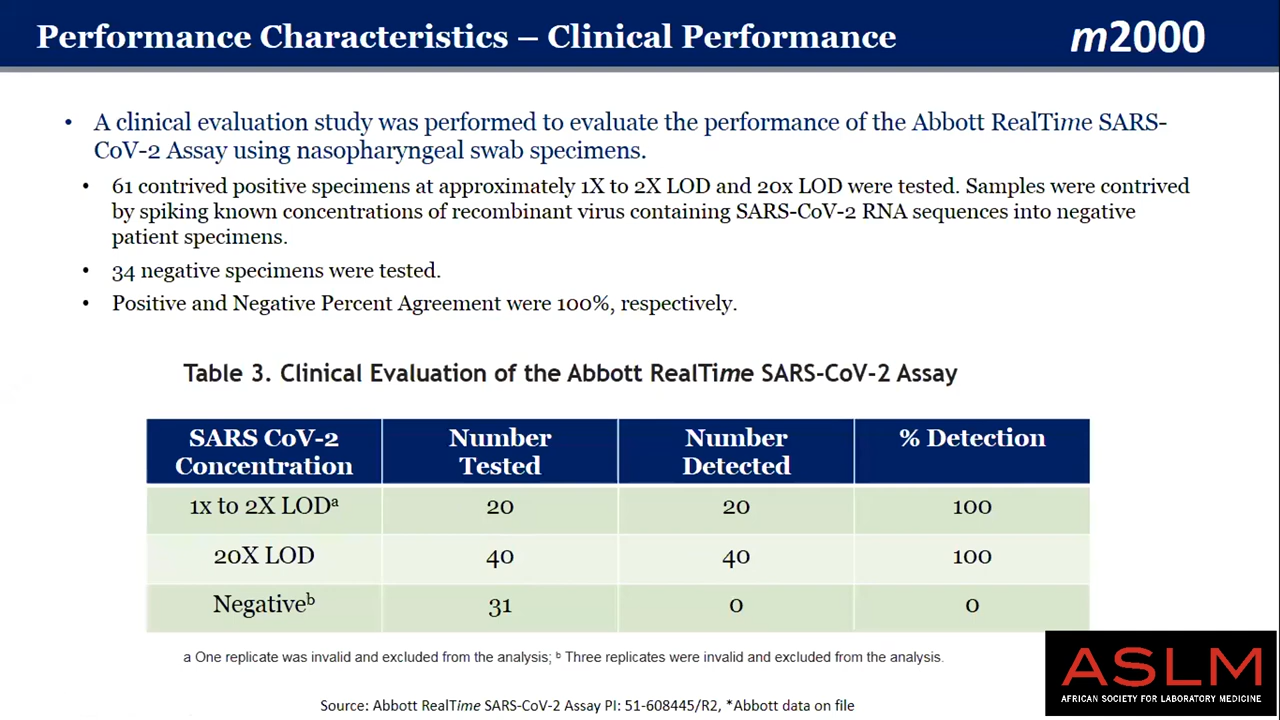 Performance Characteristics – Clinical Performance
m2000
• A clinical evaluation study was performed to evaluate the performance of the Abbott RealTime SARS-
CoV-2 Assay using nasopharyngeal swab specimens.
• 61 contrived positive specimens at approximately 1X to 2X LOD and 20x LOD were tested. Samples were contrived
by spiking known concentrations of recombinant virus containing SARS-CoV-2 RNA sequences into negative
patient specimens.
• 34 negative specimens were tested.
• Positive and Negative Percent Agreement were 100%, respectively.
Table 3. Clinical Evaluation of the Abbott RealTime SARS-CoV-2 Assay
SARS CoV-2 Concentration | Number Tested | Number Detected | % Detection
1x to 2X LODᵃ | 20 | 20 | 100
20X LOD | 40 | 40 | 100
Negativeᵇ | 31 | 0 | 0
a One replicate was invalid and excluded from the analysis; ᵇ Three replicates were invalid and excluded from the analysis.
Source: Abbott RealTime SARS-CoV-2 Assay PI: 51-608445/R2, *Abbott data on file
ASLM
AFRICAN SOCIETY FOR LABORATORY MEDICINE